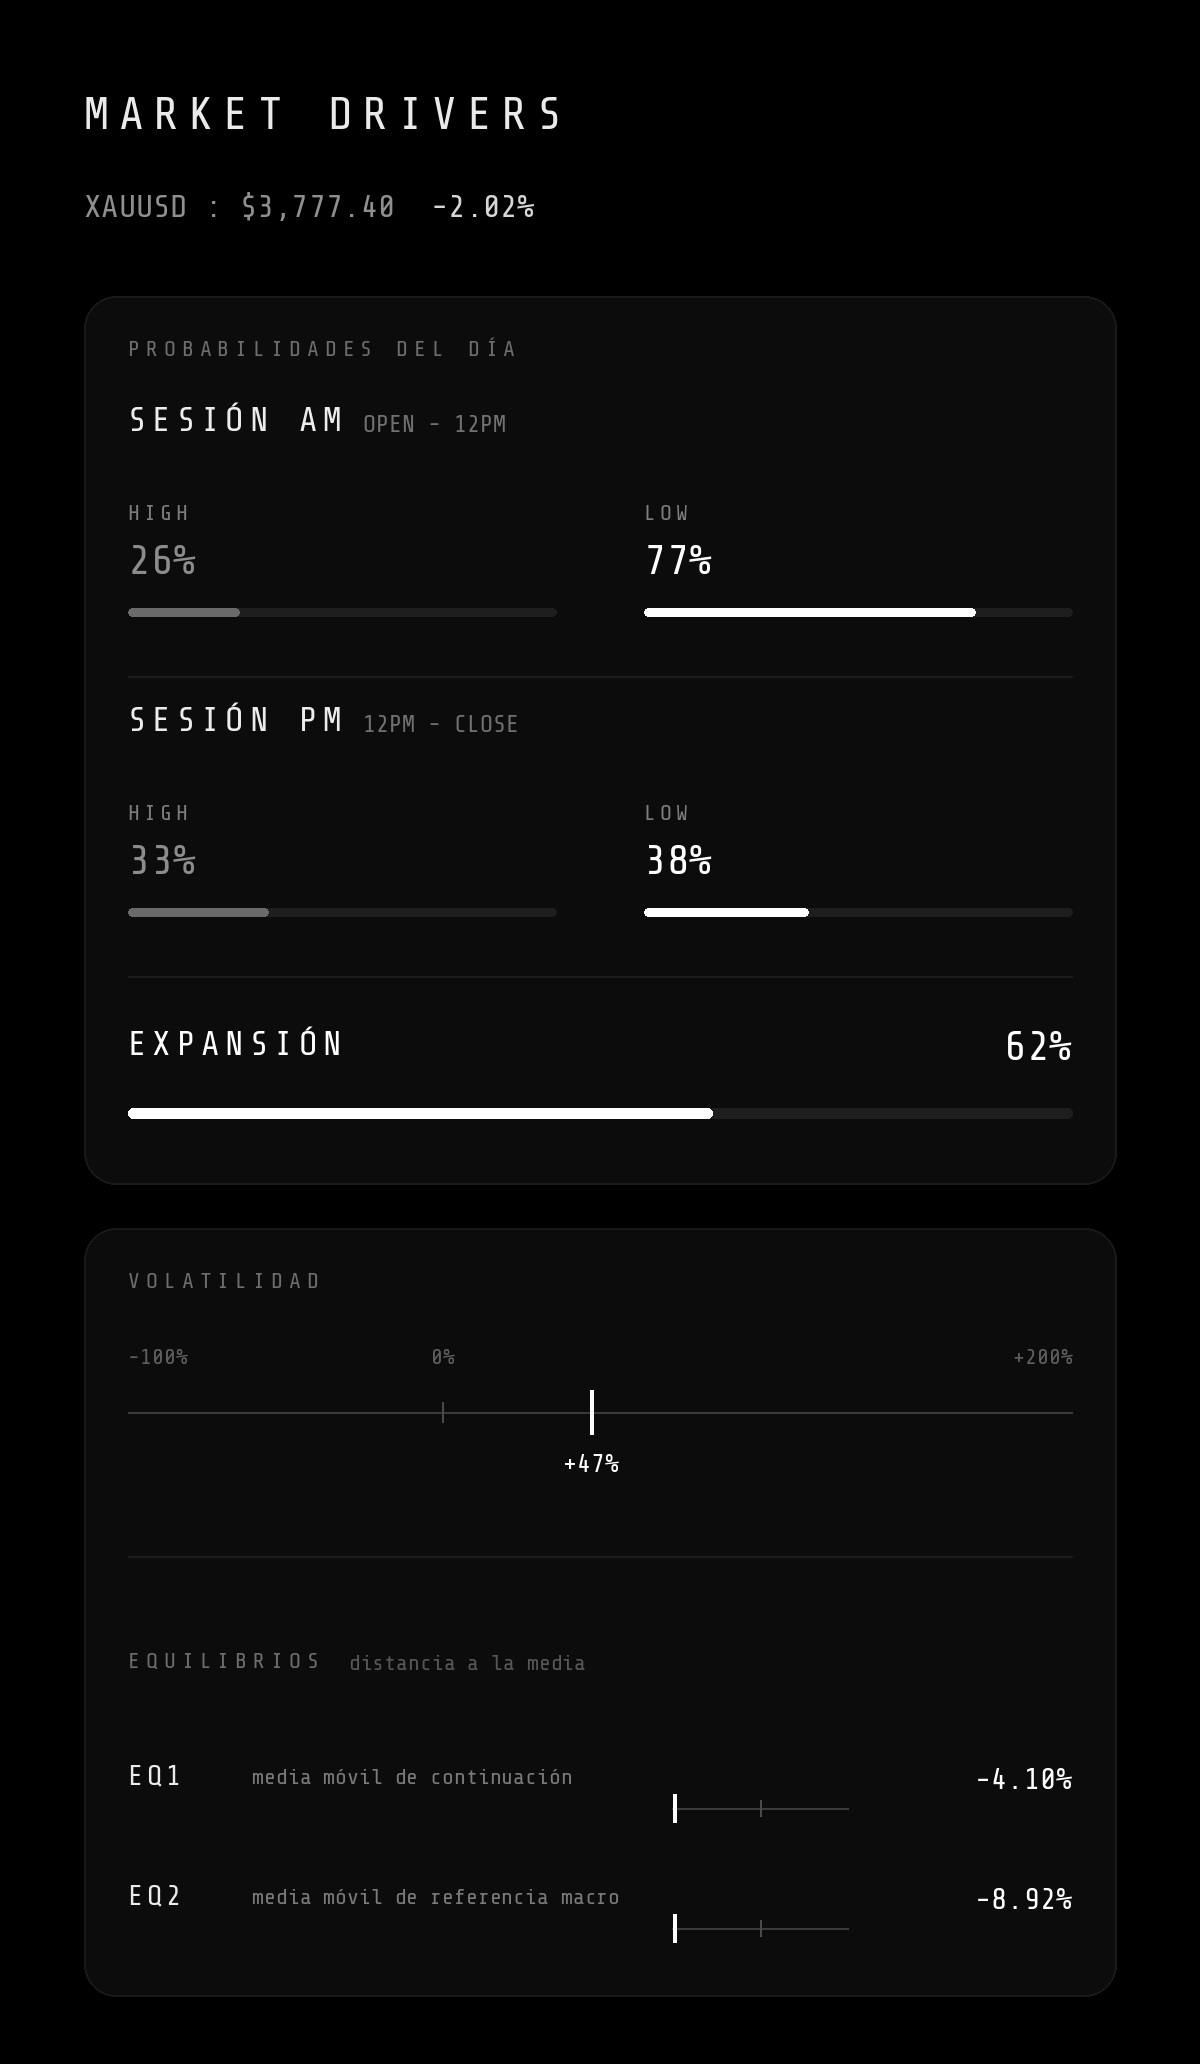 MARKET DRIVERS
XAUUSD : $3,777.40 -2.02%
PROBABILIDADES DEL DÍA
SESIÓN AM OPEN - 12PM
HIGH LOW
26% 77%
SESIÓN PM 12PM - CLOSE
HIGH LOW
33% 38%
EXPANSIÓN 62%
VOLATILIDAD
-100% 0% +200%
+47%
EQUILIBRIOS distancia a la media
EQ1 media móvil de continuación -4.10%
EQ2 media móvil de referencia macro -8.92%